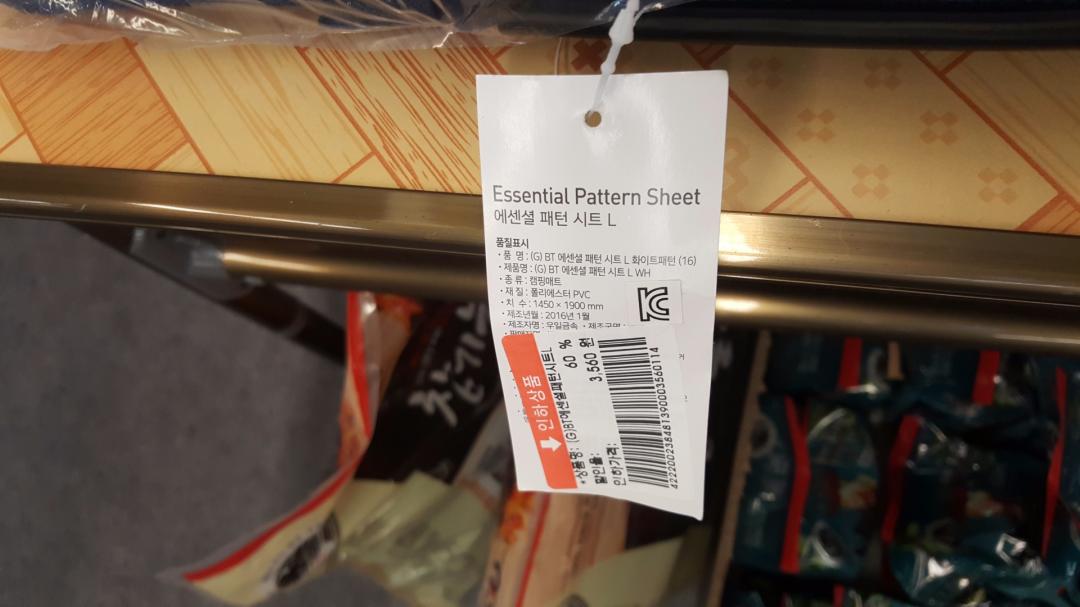 Essential Pattern Sheet
에센셜 패턴 시트 L
품질표시
· 품 명 : (G) BT 에센셜 패턴 시트 L 화이트패턴 (16)
· 제품명 : (G) BT 에센셜 패턴 시트 L WH
· 종 류 : 캠핑매트
· 재 질 : 폴리에스터 PVC
· 치 수 : 1450 × 1900 mm
· 제조년월 : 2016년 1월
· 제조자명 : 우일금속 · 제조국명 :
인하상품
*상품명: (G)BT에센셜패턴시트L
할인율: 60 %
인하가격: 3,560 원
4222002384813900003560114